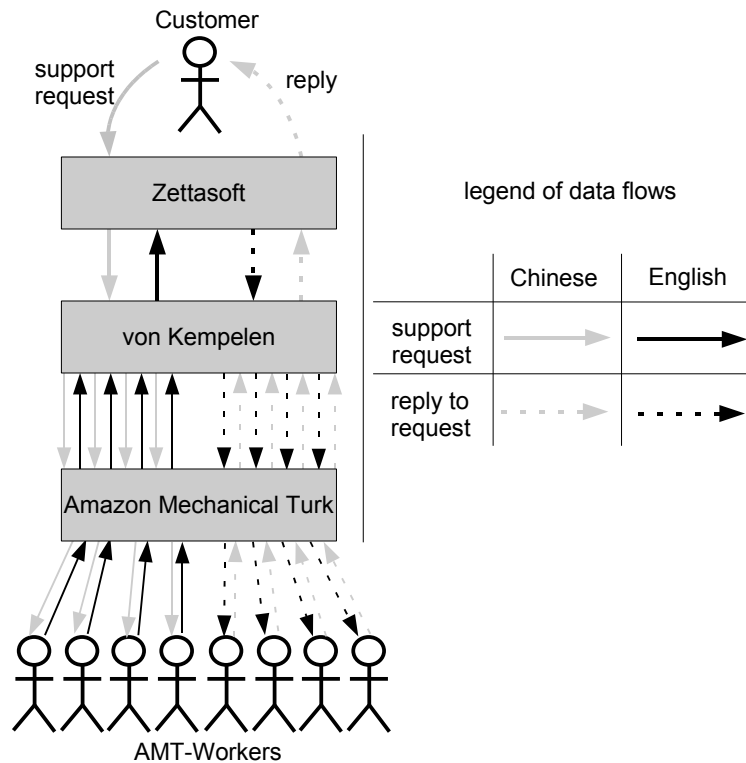 Customer
support
request
reply
Zettasoft
legend of data flows
Chinese English
von Kempelen
support
request
reply to
request
Amazon Mechanical Turk
AMT-Workers